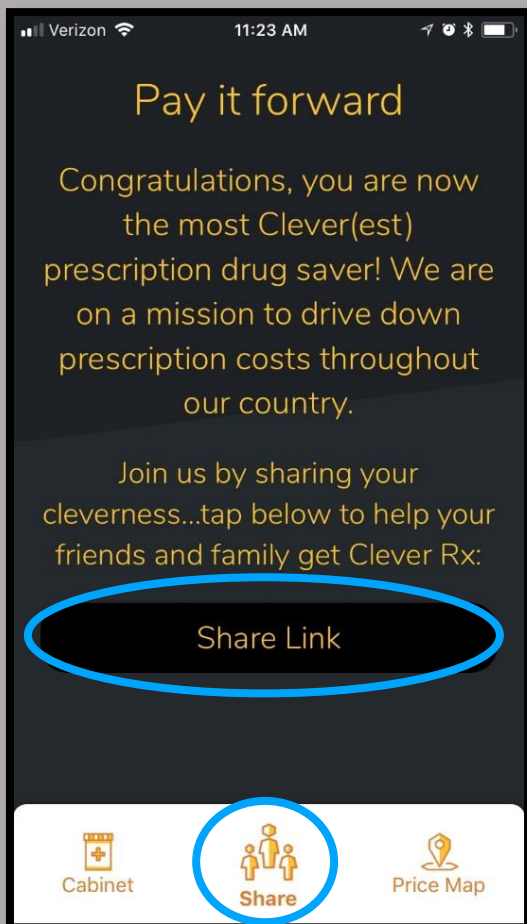 Verizon 11:23 AM
Pay it forward
Congratulations, you are now
the most Clever(est)
prescription drug saver! We are
on a mission to drive down
prescription costs throughout
our country.
Join us by sharing your
cleverness...tap below to help your
friends and family get Clever Rx:
Share Link
Cabinet Share Price Map